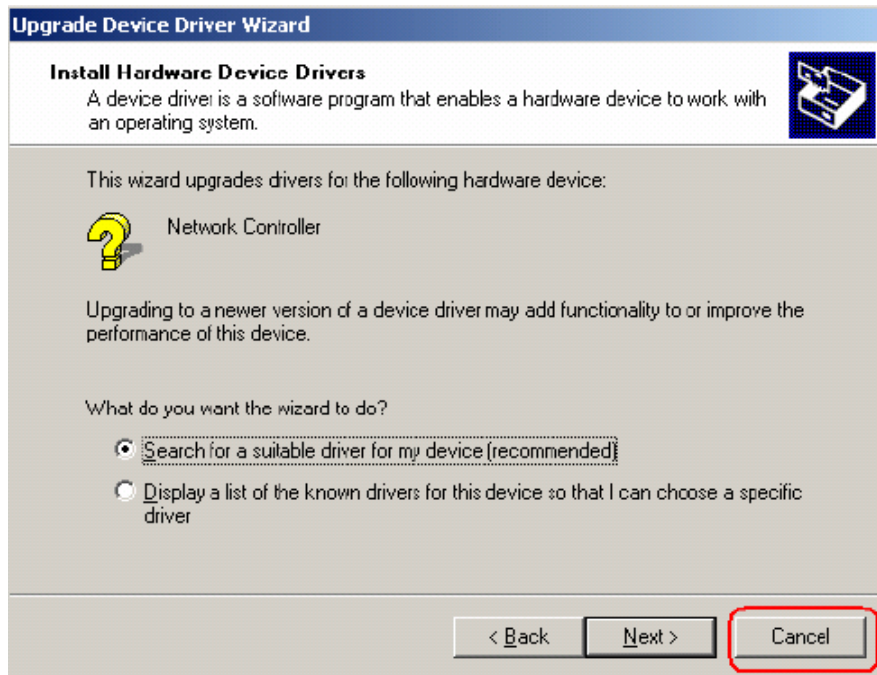 Upgrade Device Driver Wizard
Install Hardware Device Drivers
A device driver is a software program that enables a hardware device to work with
an operating system.
This wizard upgrades drivers for the following hardware device:
Network Controller
Upgrading to a newer version of a device driver may add functionality to or improve the
performance of this device.
What do you want the wizard to do?
Search for a suitable driver for my device (recommended)
Display a list of the known drivers for this device so that I can choose a specific
driver
< Back
Next >
Cancel